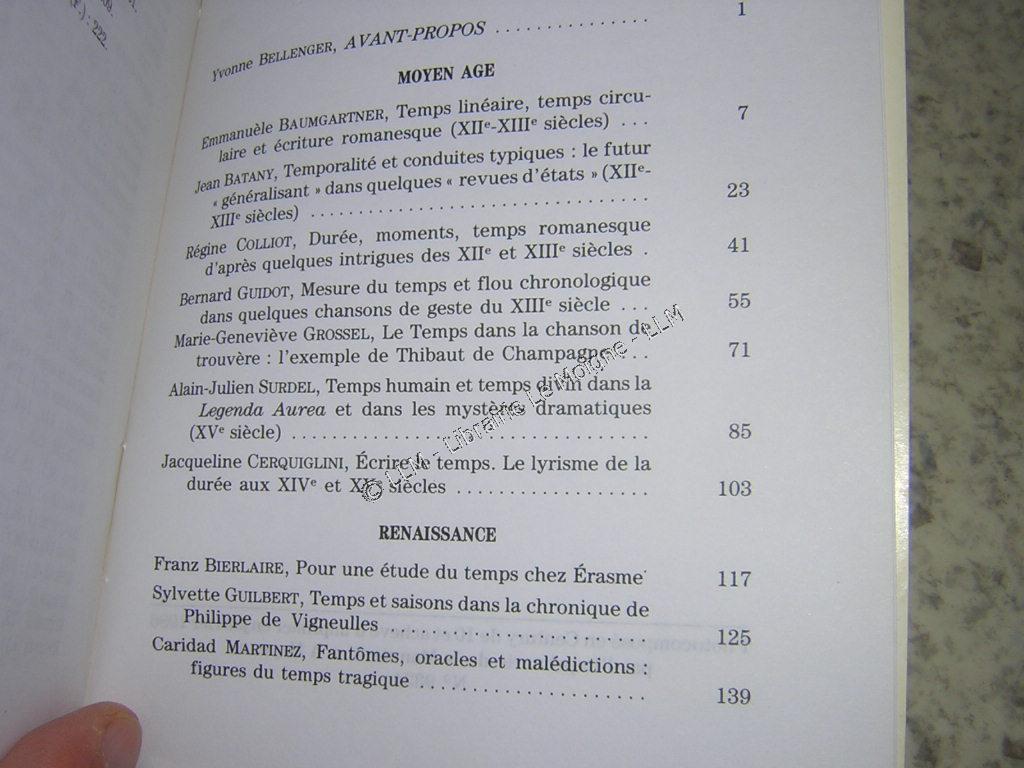 (F.) : 222.
Yvonne BELLENGER, AVANT-PROPOS .......... 1
MOYEN AGE
Emmanuèle BAUMGARTNER, Temps linéaire, temps circu-
laire et écriture romanesque (XIIe-XIIIe siècles) ... 7
Jean BATANY, Temporalité et conduites typiques : le futur
« généralisant » dans quelques « revues d'états » (XIIe-
XIIIe siècles) .......... 23
Régine COLLIOT, Durée, moments, temps romanesque
d'après quelques intrigues des XIIe et XIIIe siècles . 41
Bernard GUIDOT, Mesure du temps et flou chronologique
dans quelques chansons de geste du XIIIe siècle ... 55
Marie-Geneviève GROSSEL, Le Temps dans la chanson de
trouvère : l'exemple de Thibaut de Champagne ... 71
Alain-Julien SURDEL, Temps humain et temps divin dans la
Legenda Aurea et dans les mystères dramatiques
(XVe siècle) .......... 85
Jacqueline CERQUIGLINI, Écrire le temps. Le lyrisme de la
durée aux XIVe et XVe siècles .......... 103
© LLM - Librairie Le Moigne - LLM
RENAISSANCE
Franz BIERLAIRE, Pour une étude du temps chez Érasme 117
Sylvette GUILBERT, Temps et saisons dans la chronique de
Philippe de Vigneulles .......... 125
Caridad MARTINEZ, Fantômes, oracles et malédictions :
figures du temps tragique .......... 139